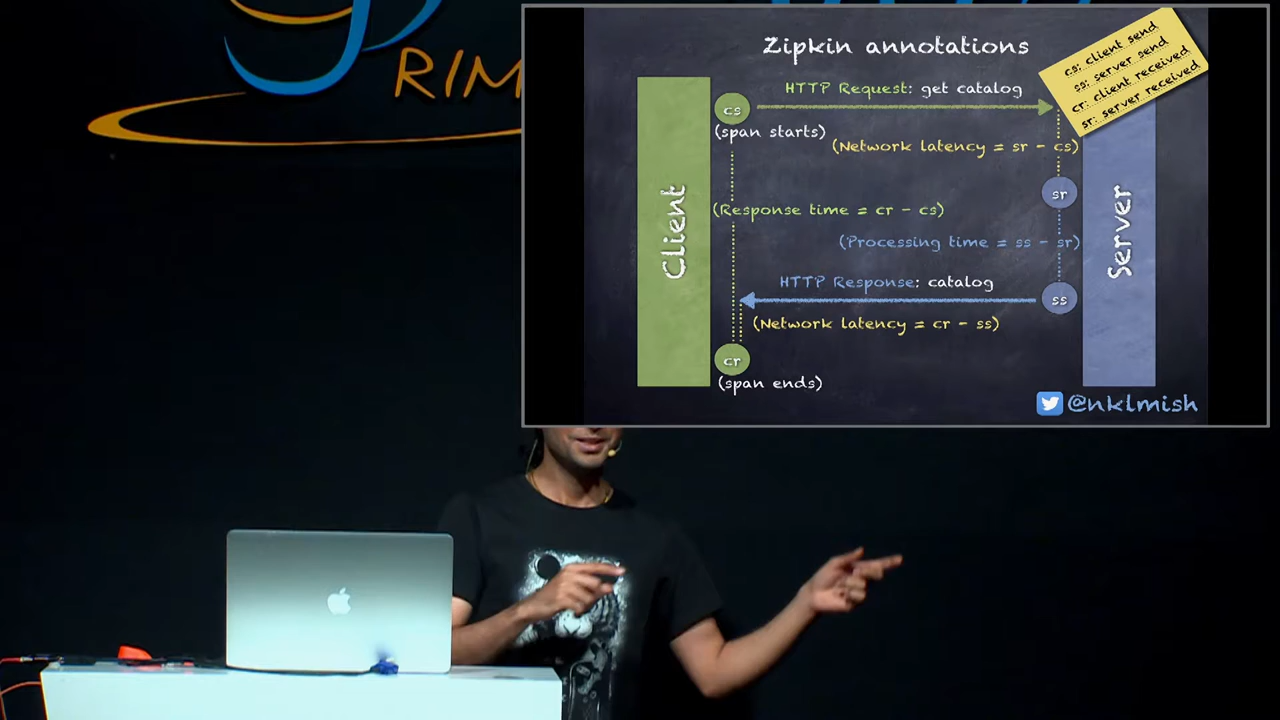 RIM
Zipkin annotations
cs: client send
ss: server send
cr: client received
sr: server received
HTTP Request: get catalog
cs
(span starts)
(Network latency = sr - cs)
sr
Client
Server
(Response time = cr - cs)
(Processing time = ss - sr)
HTTP Response: catalog
ss
(Network latency = cr - ss)
cr
(span ends)
@nklmish